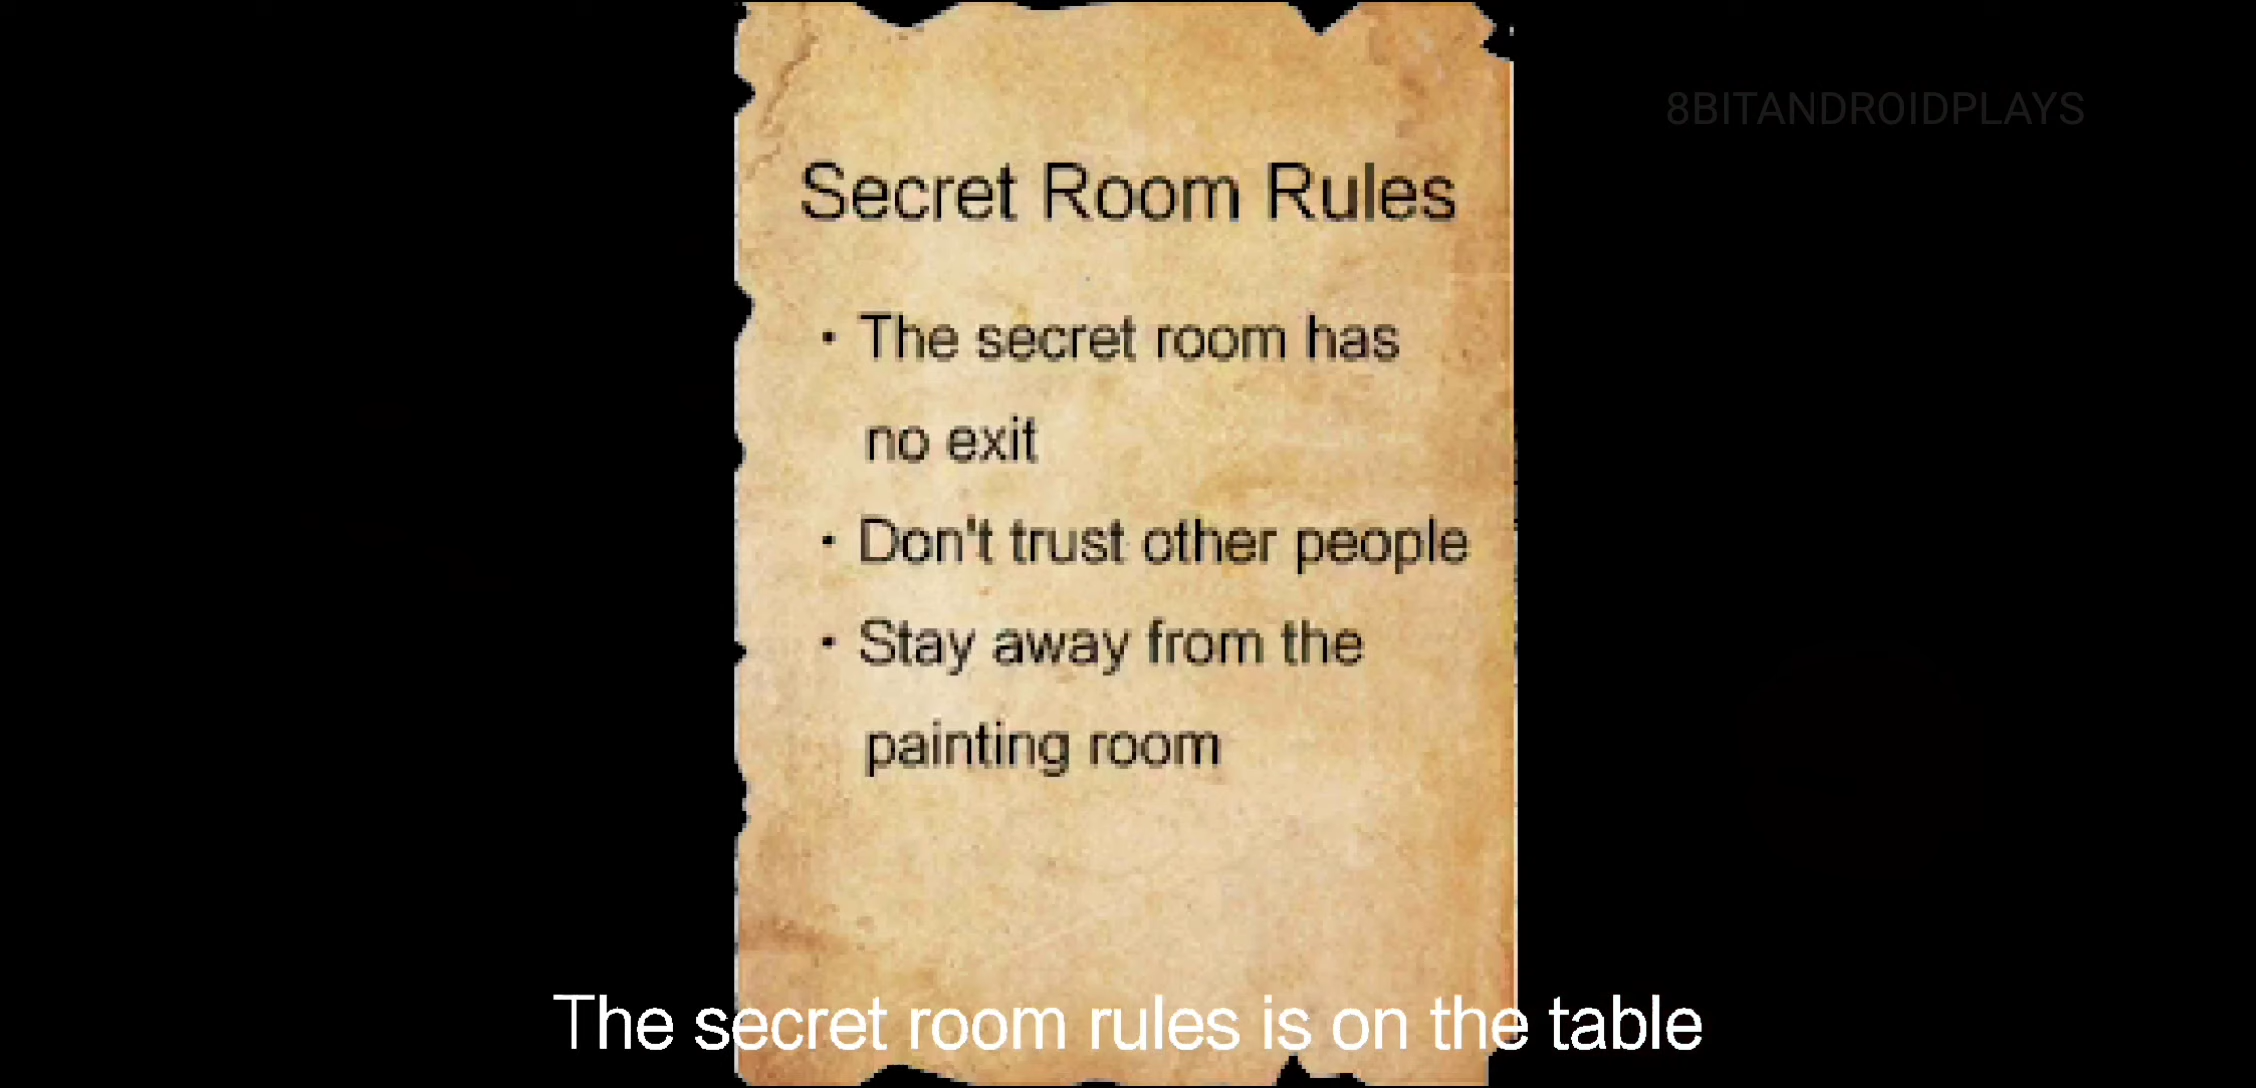 8BITANDROIDPLAYS
Secret Room Rules
· The secret room has
no exit
· Don't trust other people
· Stay away from the
painting room
The secret room rules is on the table